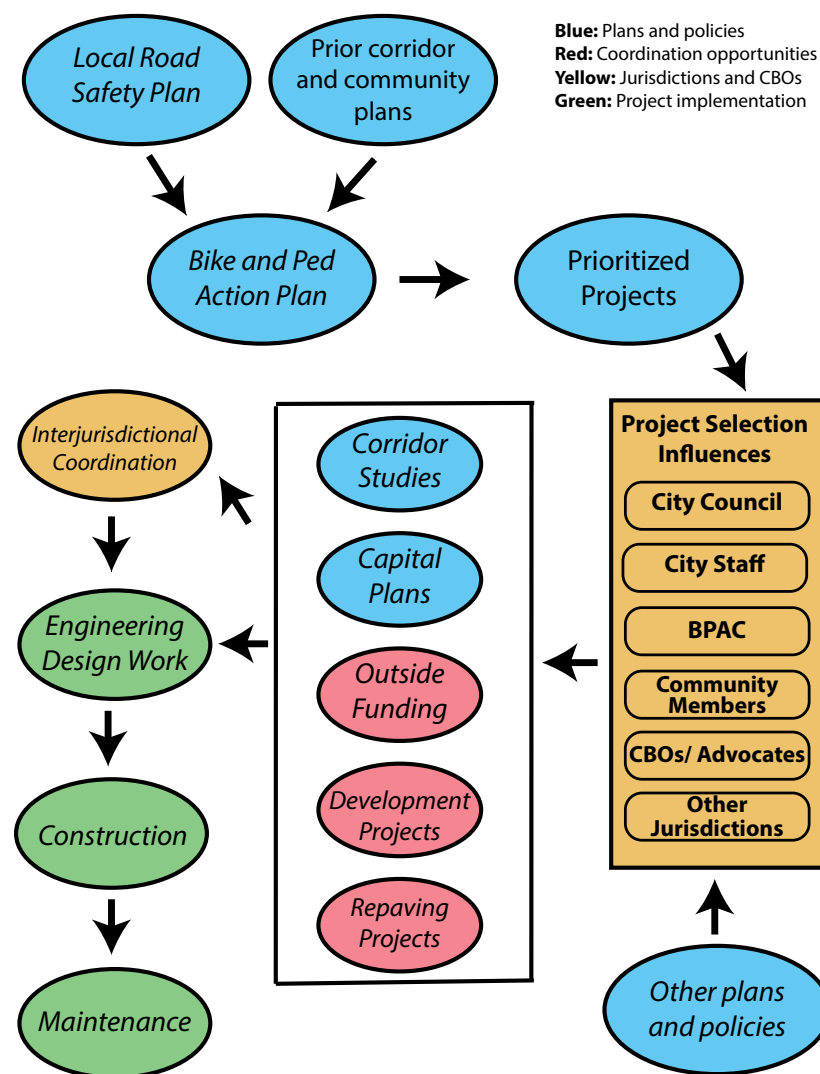 Local Road
Safety Plan
Prior corridor
and community
plans
Blue: Plans and policies
Red: Coordination opportunities
Yellow: Jurisdictions and CBOs
Green: Project implementation
Bike and Ped
Action Plan
Prioritized
Projects
Project Selection
Influences
City Council
City Staff
BPAC
Community
Members
CBOs/ Advocates
Other
Jurisdictions
Other plans
and policies
Corridor
Studies
Capital
Plans
Outside
Funding
Development
Projects
Repaving
Projects
Interjurisdictional
Coordination
Engineering
Design Work
Construction
Maintenance